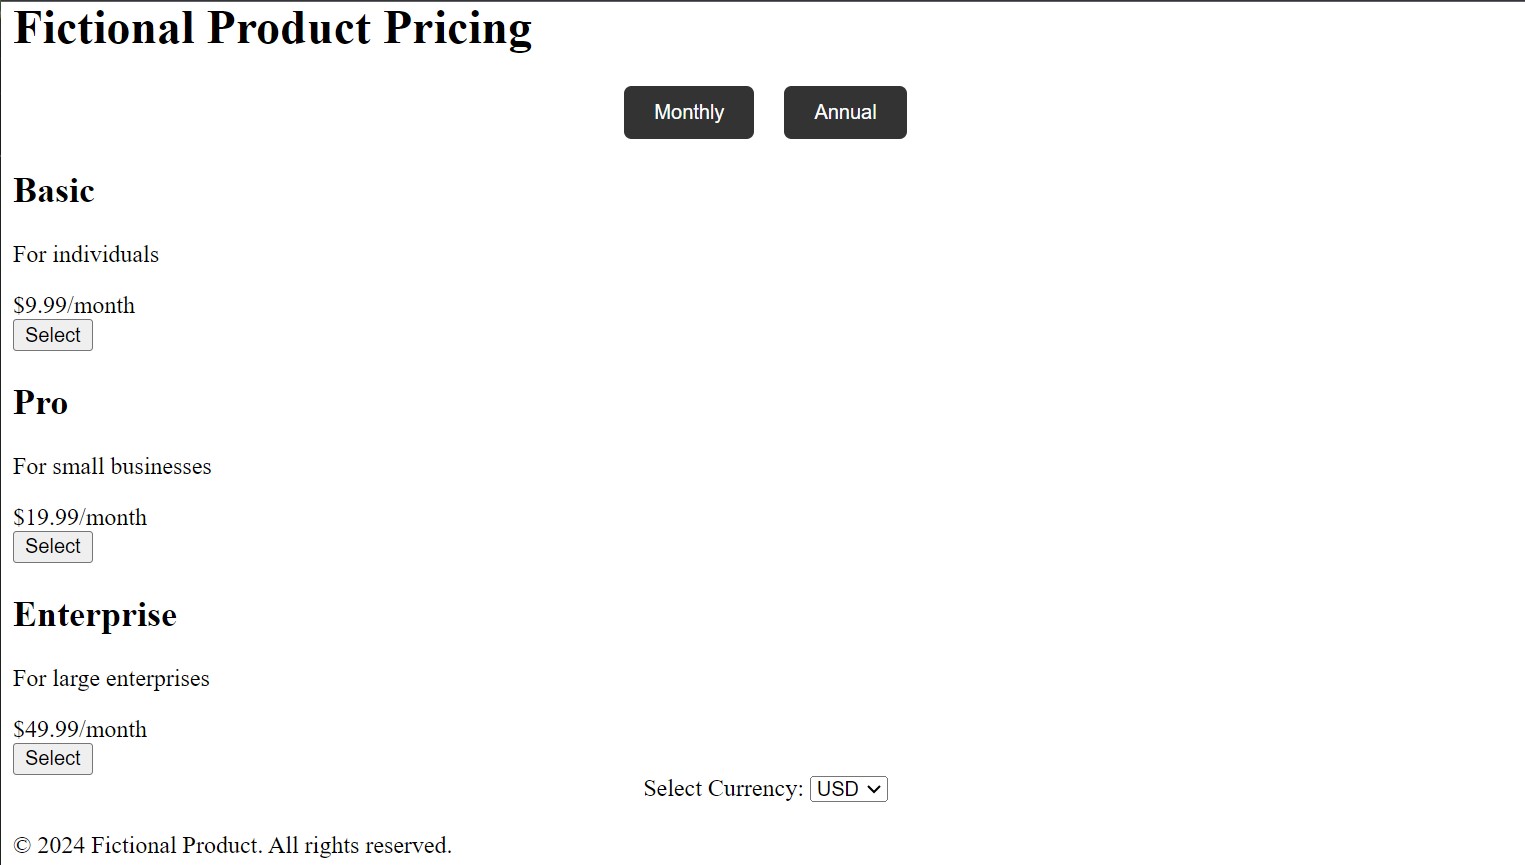 Fictional Product Pricing
Monthly Annual
Basic
For individuals
$9.99/month
Select
Pro
For small businesses
$19.99/month
Select
Enterprise
For large enterprises
$49.99/month
Select
Select Currency: USD
© 2024 Fictional Product. All rights reserved.